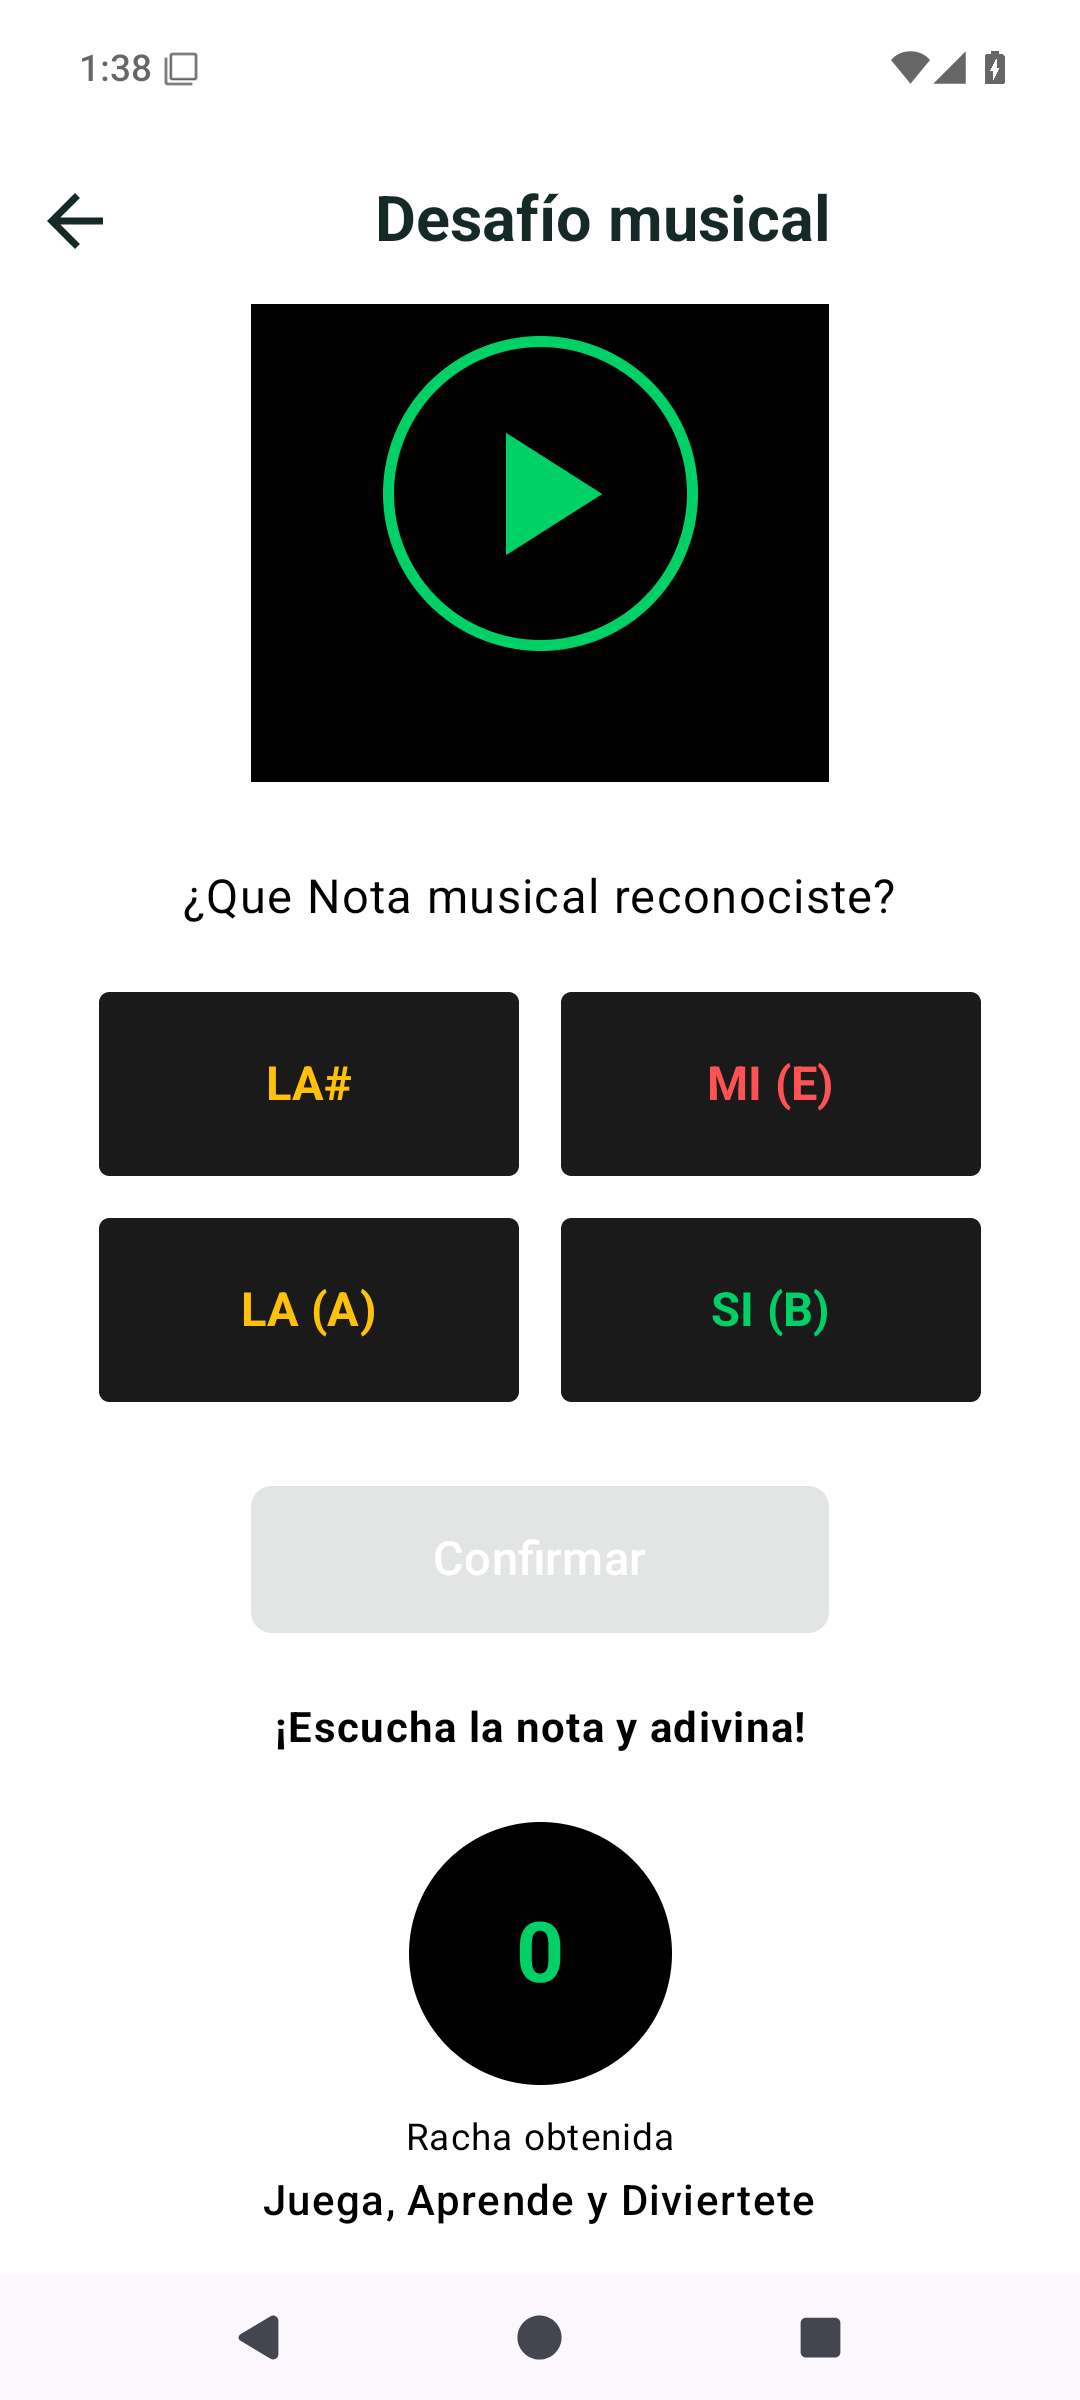 1:38
Desafío musical
¿Que Nota musical reconociste?
LA#
MI (E)
LA (A)
SI (B)
Confirmar
¡Escucha la nota y adivina!
0
Racha obtenida
Juega, Aprende y Diviertete